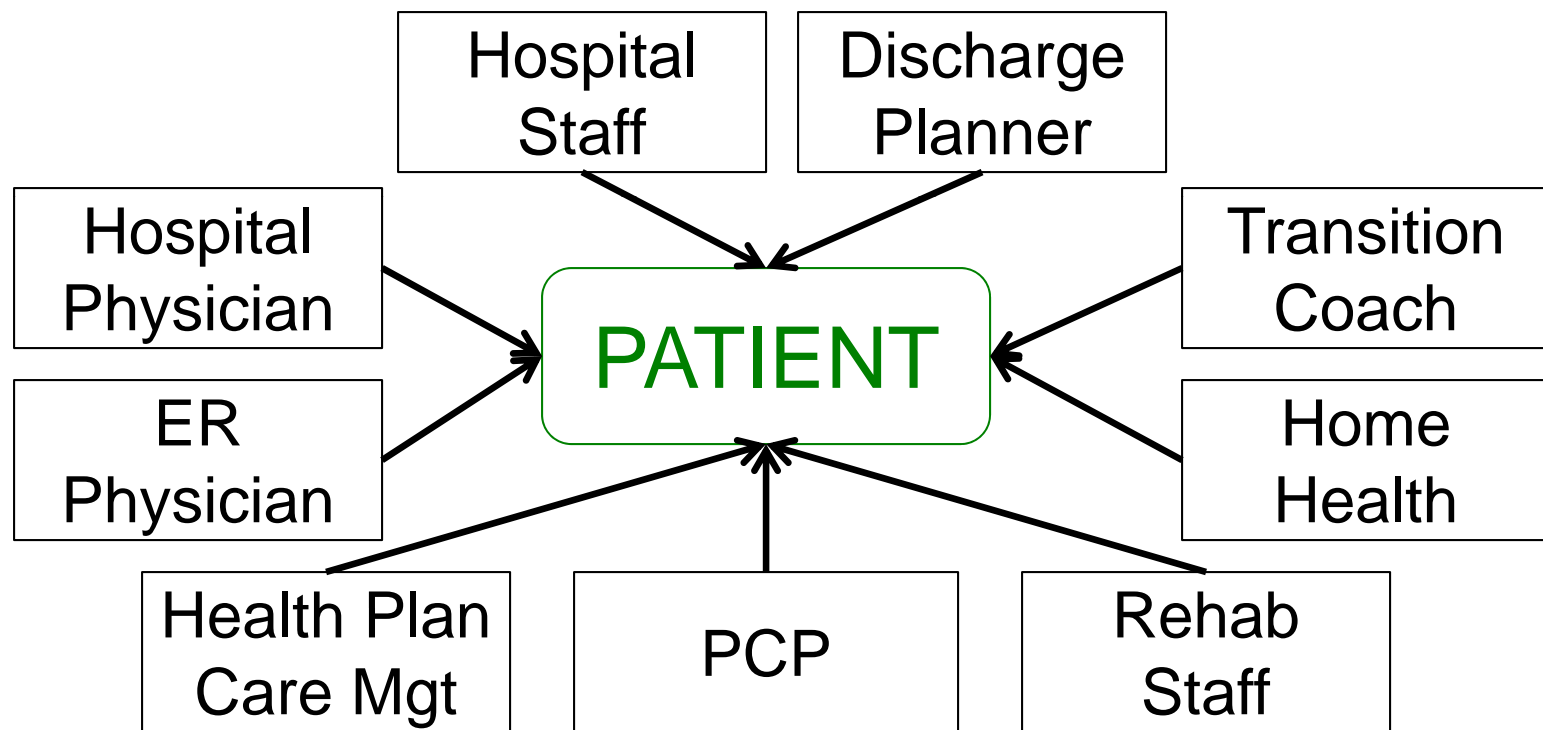 Hospital
Staff
Discharge
Planner
Hospital
Physician
Transition
Coach
PATIENT
ER
Physician
Home
Health
Health Plan
Care Mgt
PCP
Rehab
Staff